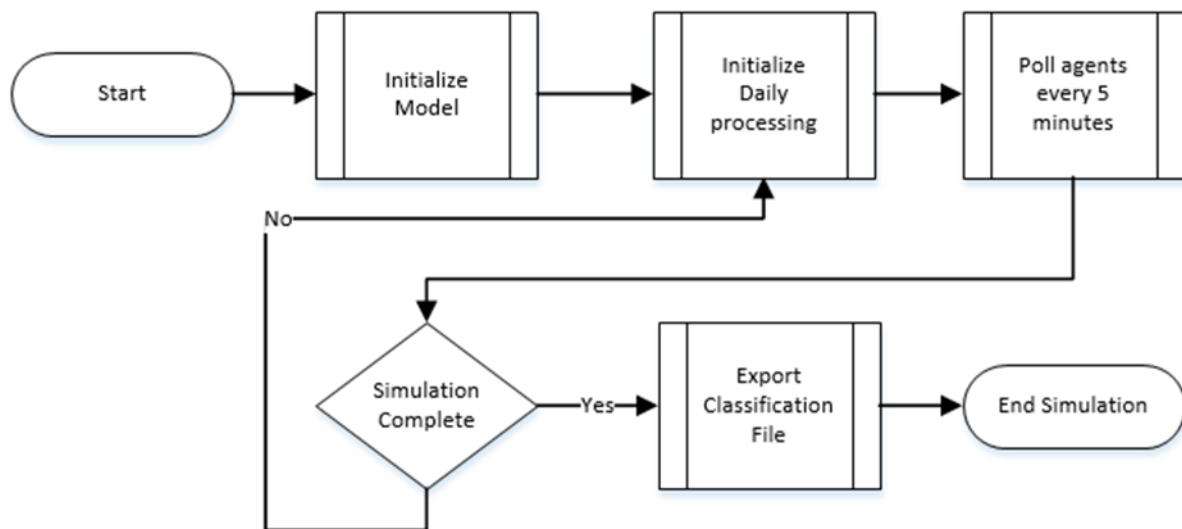 Start
Initialize
Model
Initialize
Daily
processing
Poll agents
every 5
minutes
No
Simulation
Complete
Yes
Export
Classification
File
End Simulation